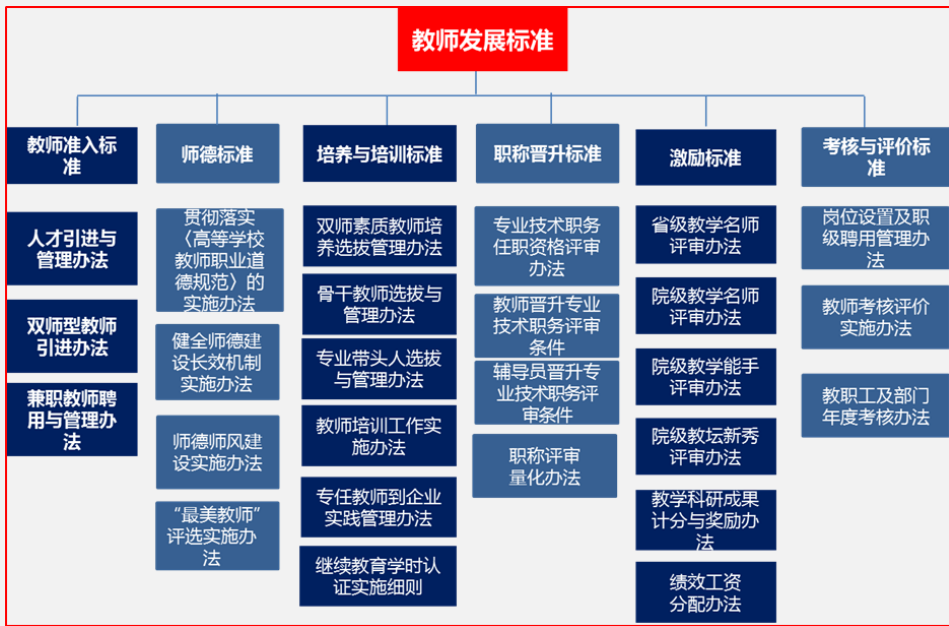 教师发展标准
教师准入标
准
师德标准
培养与培训标准
职称晋升标准
激励标准
考核与评价标
准
人才引进与
管理办法
双师型教师
引进办法
兼职教师聘
用与管理办
法
贯彻落实
〈高等学校
教师职业道
德规范〉的
实施办法
健全师德建
设长效机制
实施办法
师德师风建
设实施办法
“最美教师”
评选实施办
法
双师素质教师培
养选拔管理办法
骨干教师选拔与
管理办法
专业带头人选拔
与管理办法
教师培训工作实
施办法
专任教师到企业
实践管理办法
继续教育学时认
证实施细则
专业技术职务
任职资格评审
办法
教师晋升专业
技术职务评审
条件
辅导员晋升专
业技术职务评
审条件
职称评审
量化办法
省级教学名师
评审办法
院级教学名师
评审办法
院级教学能手
评审办法
院级教坛新秀
评审办法
教学科研成果
计分与奖励办
法
绩效工资
分配办法
岗位设置及职
级聘用管理办
法
教师考核评价
实施办法
教职工及部门
年度考核办法